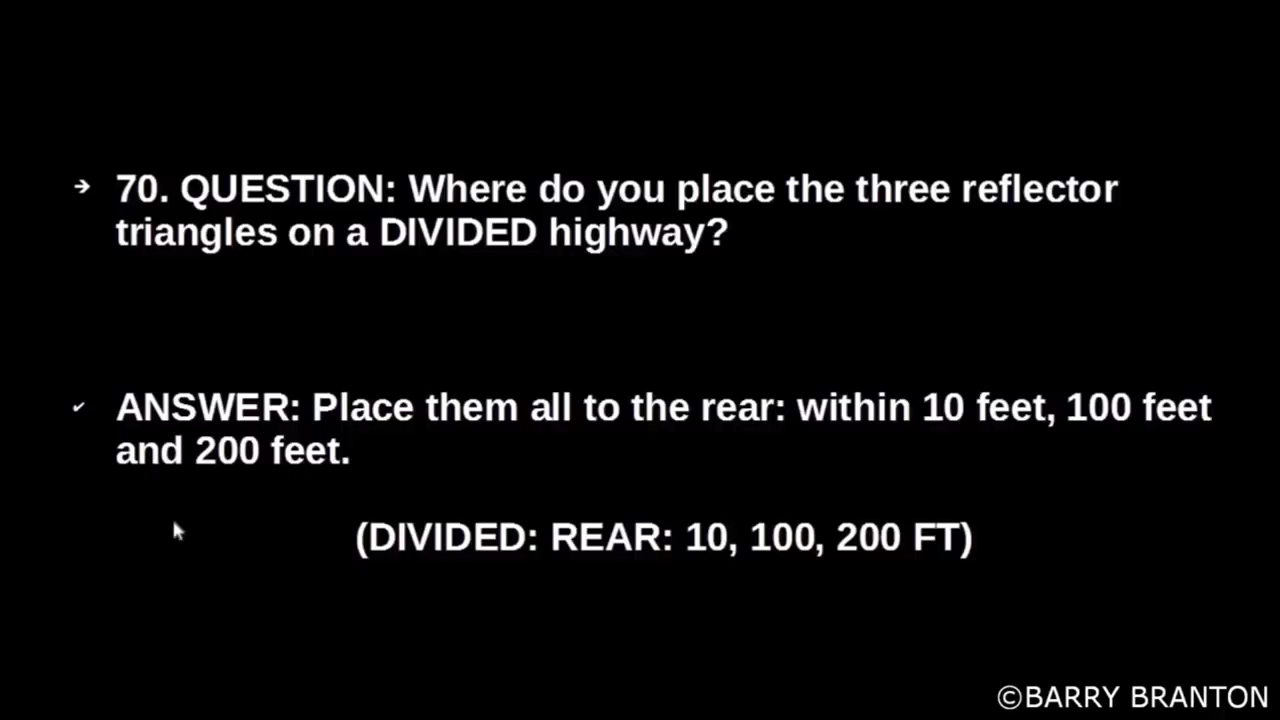 ➔ 70. QUESTION: Where do you place the three reflector
triangles on a DIVIDED highway?
✔ ANSWER: Place them all to the rear: within 10 feet, 100 feet
and 200 feet.
(DIVIDED: REAR: 10, 100, 200 FT)
©BARRY BRANTON